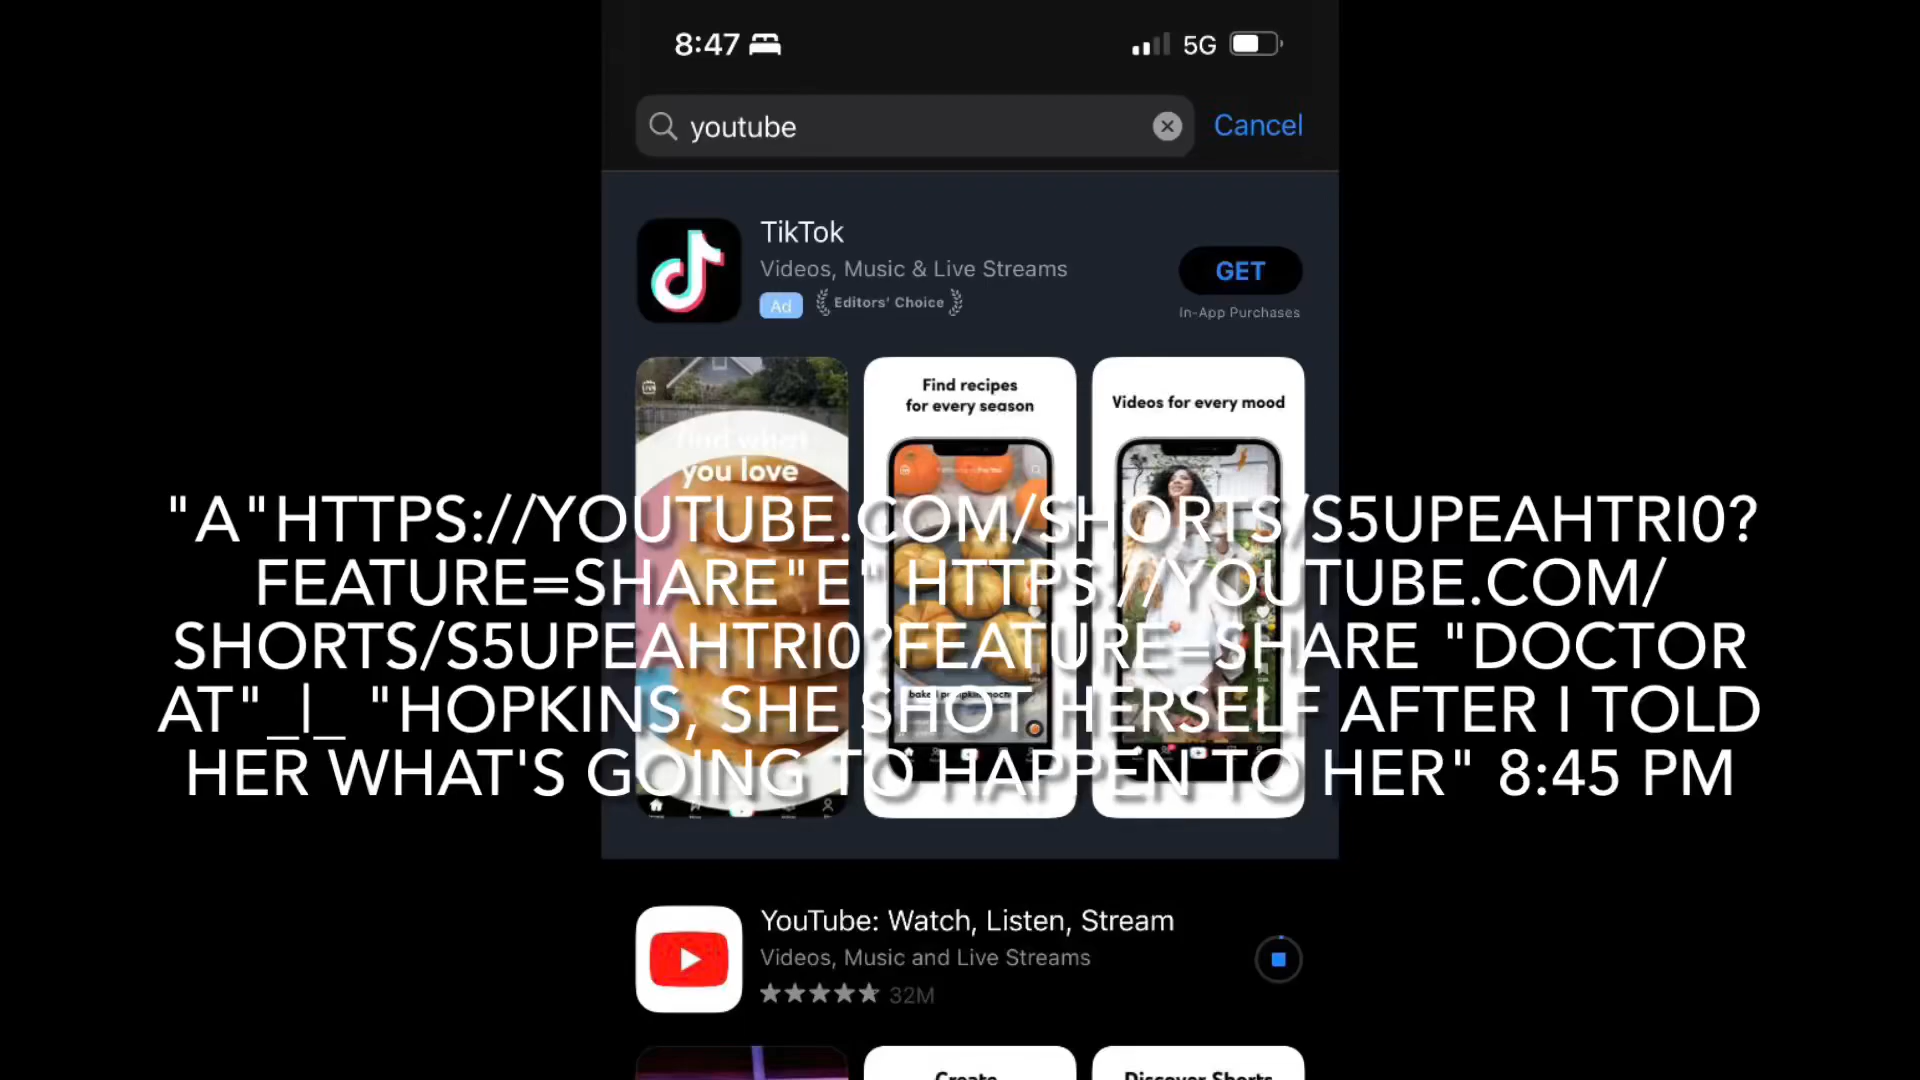 8:47
5G
youtube
Cancel
TikTok
Videos, Music & Live Streams
Ad
Editors' Choice
GET
In-App Purchases
you love
Find recipes
for every season
Videos for every mood
"A"HTTPS://YOUTUBE.COM/SHORTS/S5UPEAHTRI0?
FEATURE=SHARE"E" HTTPS://YOUTUBE.COM/
SHORTS/S5UPEAHTRI0?FEATURE=SHARE "DOCTOR
AT"_|_ "HOPKINS, SHE SHOT HERSELF AFTER I TOLD
HER WHAT'S GOING TO HAPPEN TO HER" 8:45 PM
YouTube: Watch, Listen, Stream
Videos, Music and Live Streams
32M
Create
Discover Shorts